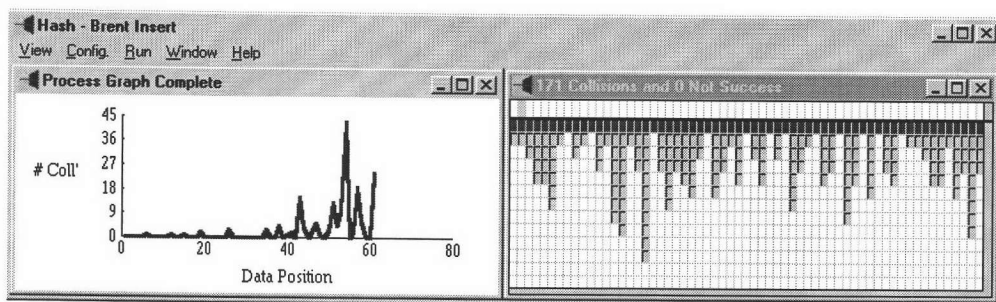 Hash - Brent Insert
View Config. Run Window Help
Process Graph Complete
171 Collisions and 0 Not Success
45
36
27
18
9
0
# Coll'
0 20 40 60 80
Data Position